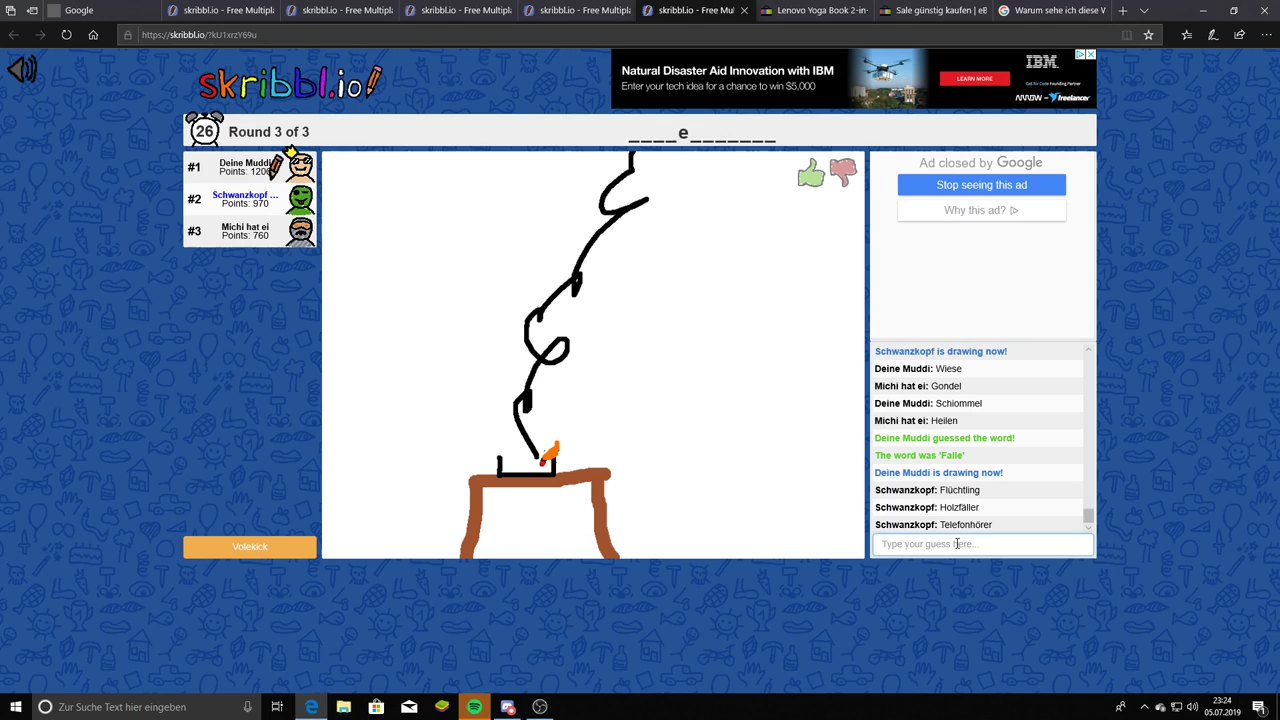 Google
skribbl.io - Free Multipl
skribbl.io - Free Multipl
skribbl.io - Free Multipl
skribbl.io - Free Multipl
skribbl.io - Free Mul
Lenovo Yoga Book 2-in-
Sale günstig kaufen | eB
Warum sehe ich diese V
https://skribbl.io/?kU1xrzY69u
skribbl.io
Natural Disaster Aid Innovation with IBM
Enter your tech idea for a chance to win $5,000
LEARN MORE
IBM.
Call for Code Founding Partner
ARROW
freelancer
26
Round 3 of 3
____e_______
#1
Deine Muddi
Points: 1200
#2
Schwanzkopf ...
Points: 970
#3
Michi hat ei
Points: 760
Votekick
Ad closed by Google
Stop seeing this ad
Why this ad?
Schwanzkopf is drawing now!
Deine Muddi: Wiese
Michi hat ei: Gondel
Deine Muddi: Schiommel
Michi hat ei: Heilen
Deine Muddi guessed the word!
The word was 'Falle'
Deine Muddi is drawing now!
Schwanzkopf: Flüchtling
Schwanzkopf: Holzfäller
Schwanzkopf: Telefonhörer
Type your guess here...
Zur Suche Text hier eingeben
23:24
05.07.2019